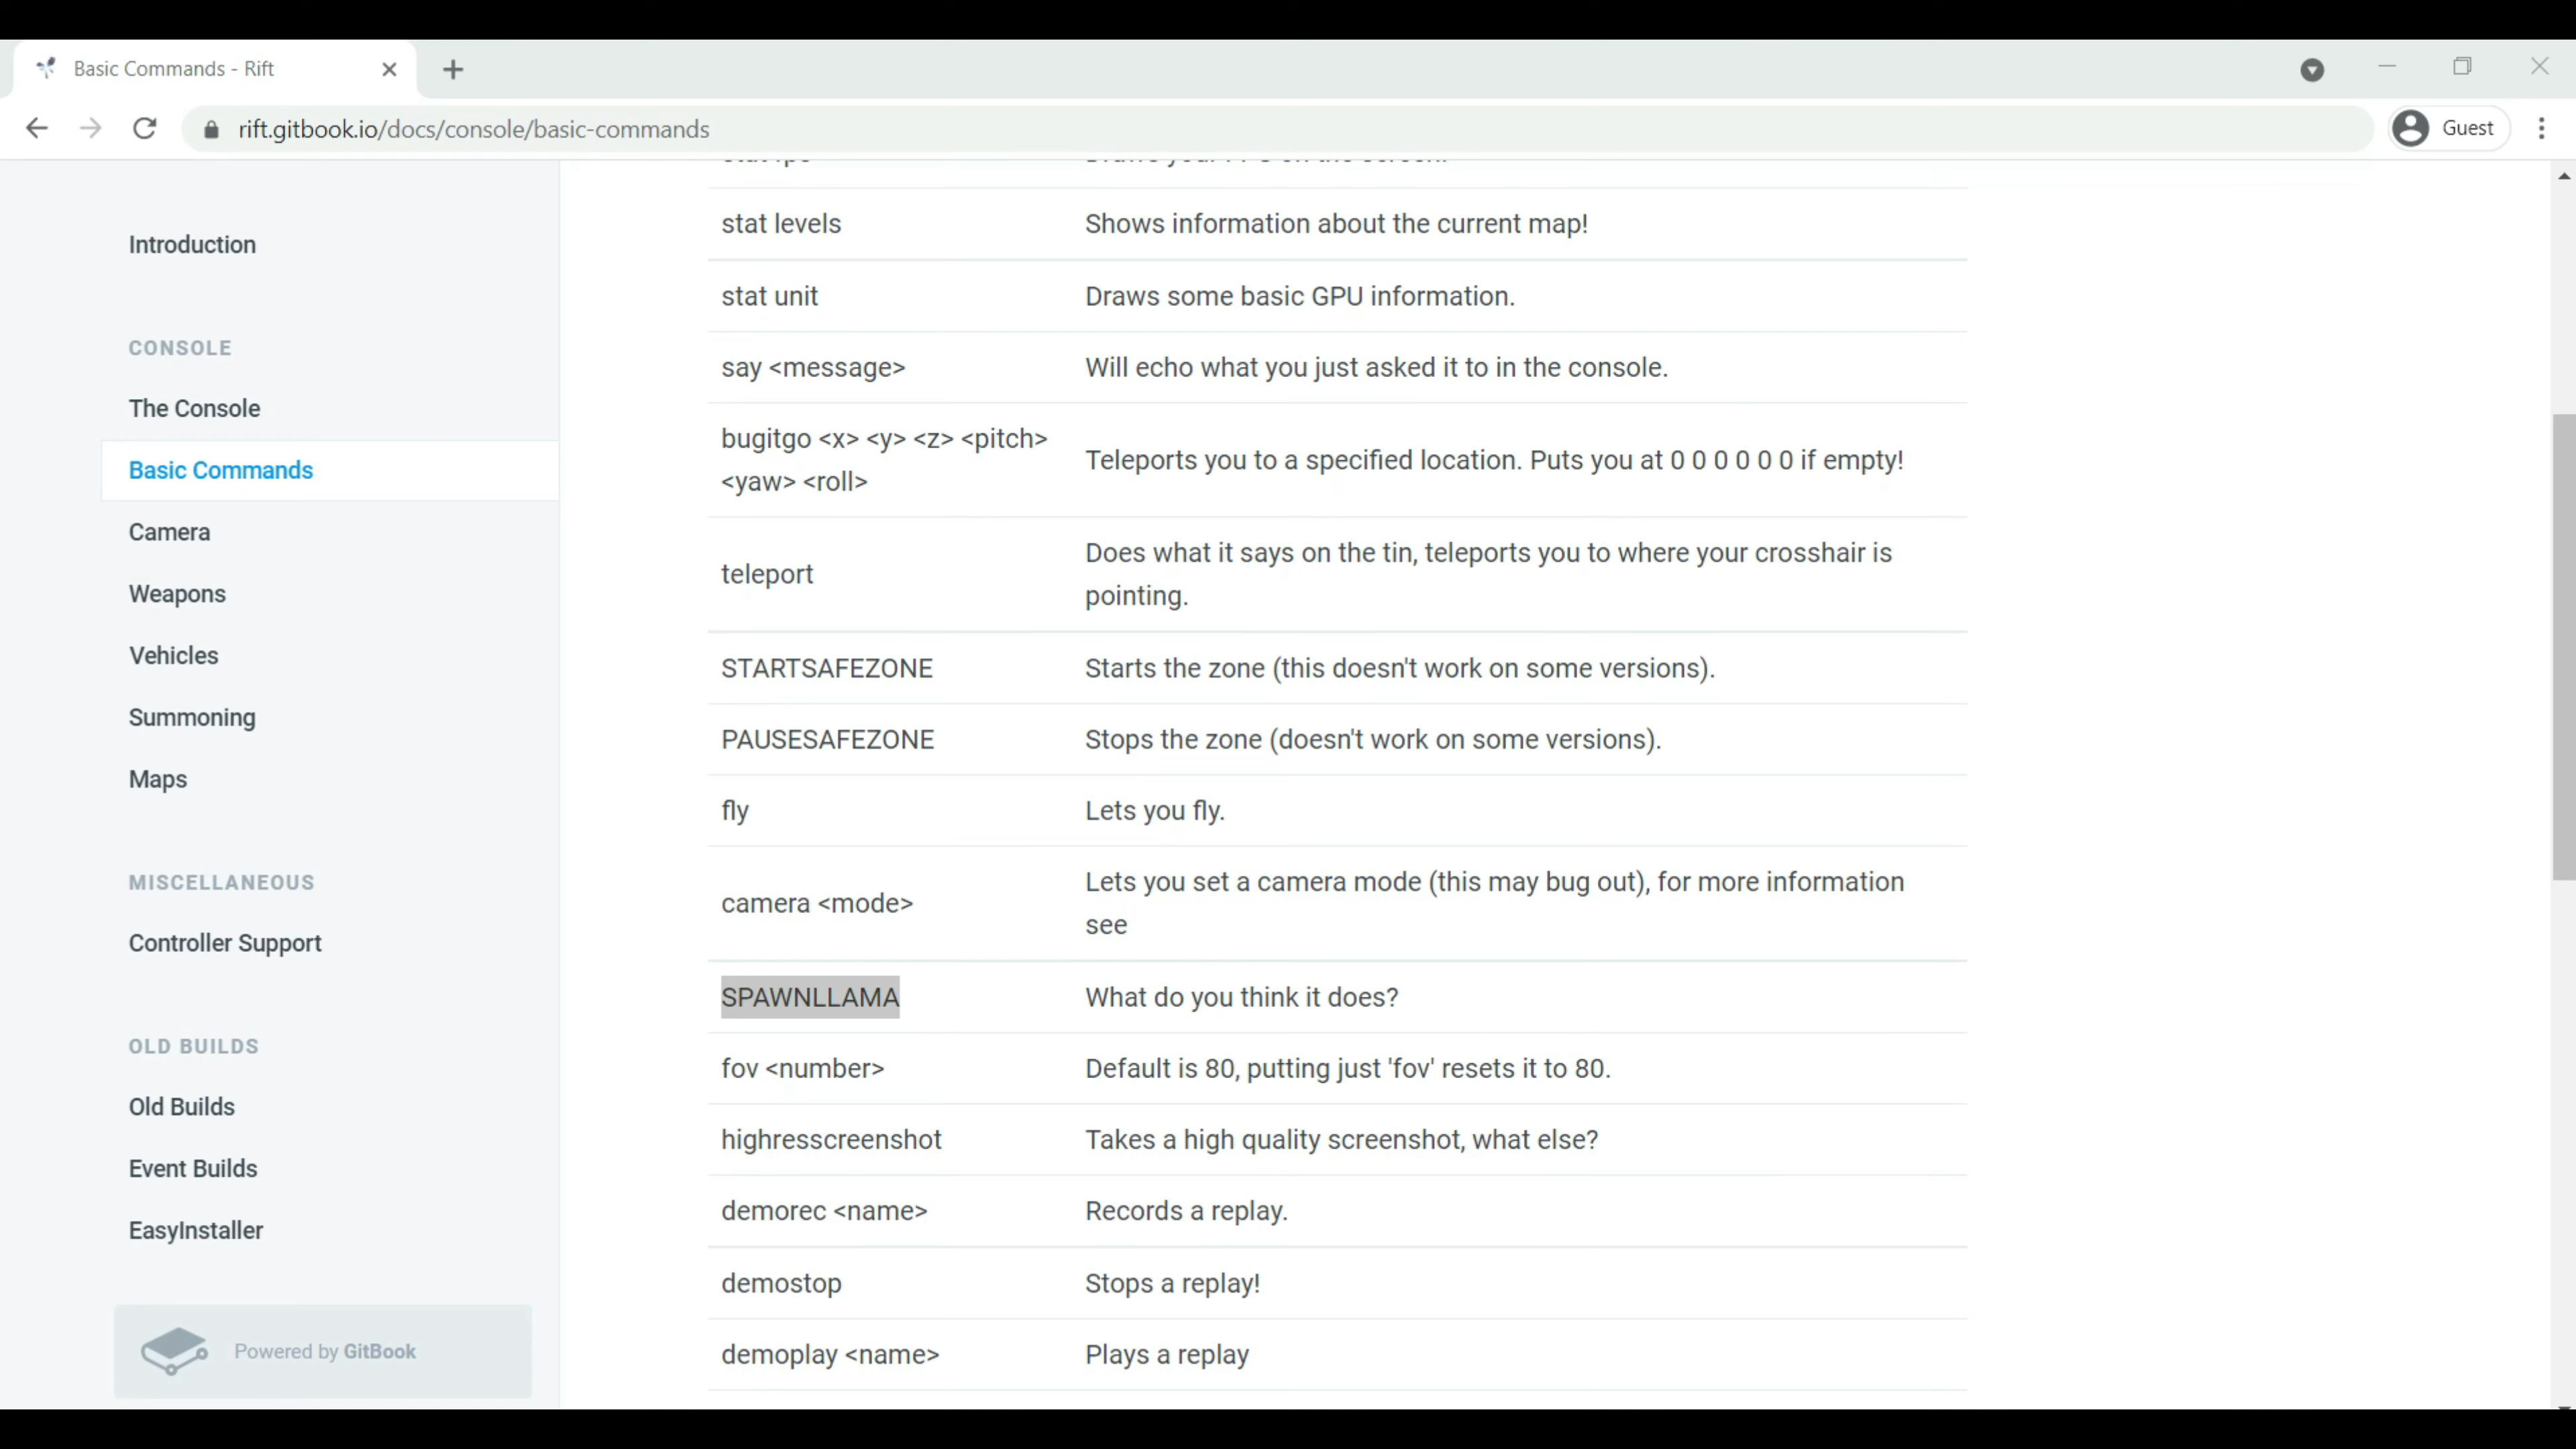 Basic Commands - Rift
rift.gitbook.io/docs/console/basic-commands
Guest
Introduction
CONSOLE
The Console
Basic Commands
Camera
Weapons
Vehicles
Summoning
Maps
MISCELLANEOUS
Controller Support
OLD BUILDS
Old Builds
Event Builds
EasyInstaller
Powered by GitBook
stat levels Shows information about the current map!
stat unit Draws some basic GPU information.
say <message> Will echo what you just asked it to in the console.
bugitgo <x> <y> <z> <pitch>
<yaw> <roll>
Teleports you to a specified location. Puts you at 0 0 0 0 0 0 if empty!
teleport
Does what it says on the tin, teleports you to where your crosshair is
pointing.
STARTSAFEZONE Starts the zone (this doesn't work on some versions).
PAUSESAFEZONE Stops the zone (doesn't work on some versions).
fly Lets you fly.
camera <mode>
Lets you set a camera mode (this may bug out), for more information
see
SPAWNLLAMA What do you think it does?
fov <number> Default is 80, putting just 'fov' resets it to 80.
highresscreenshot Takes a high quality screenshot, what else?
demorec <name> Records a replay.
demostop Stops a replay!
demoplay <name> Plays a replay